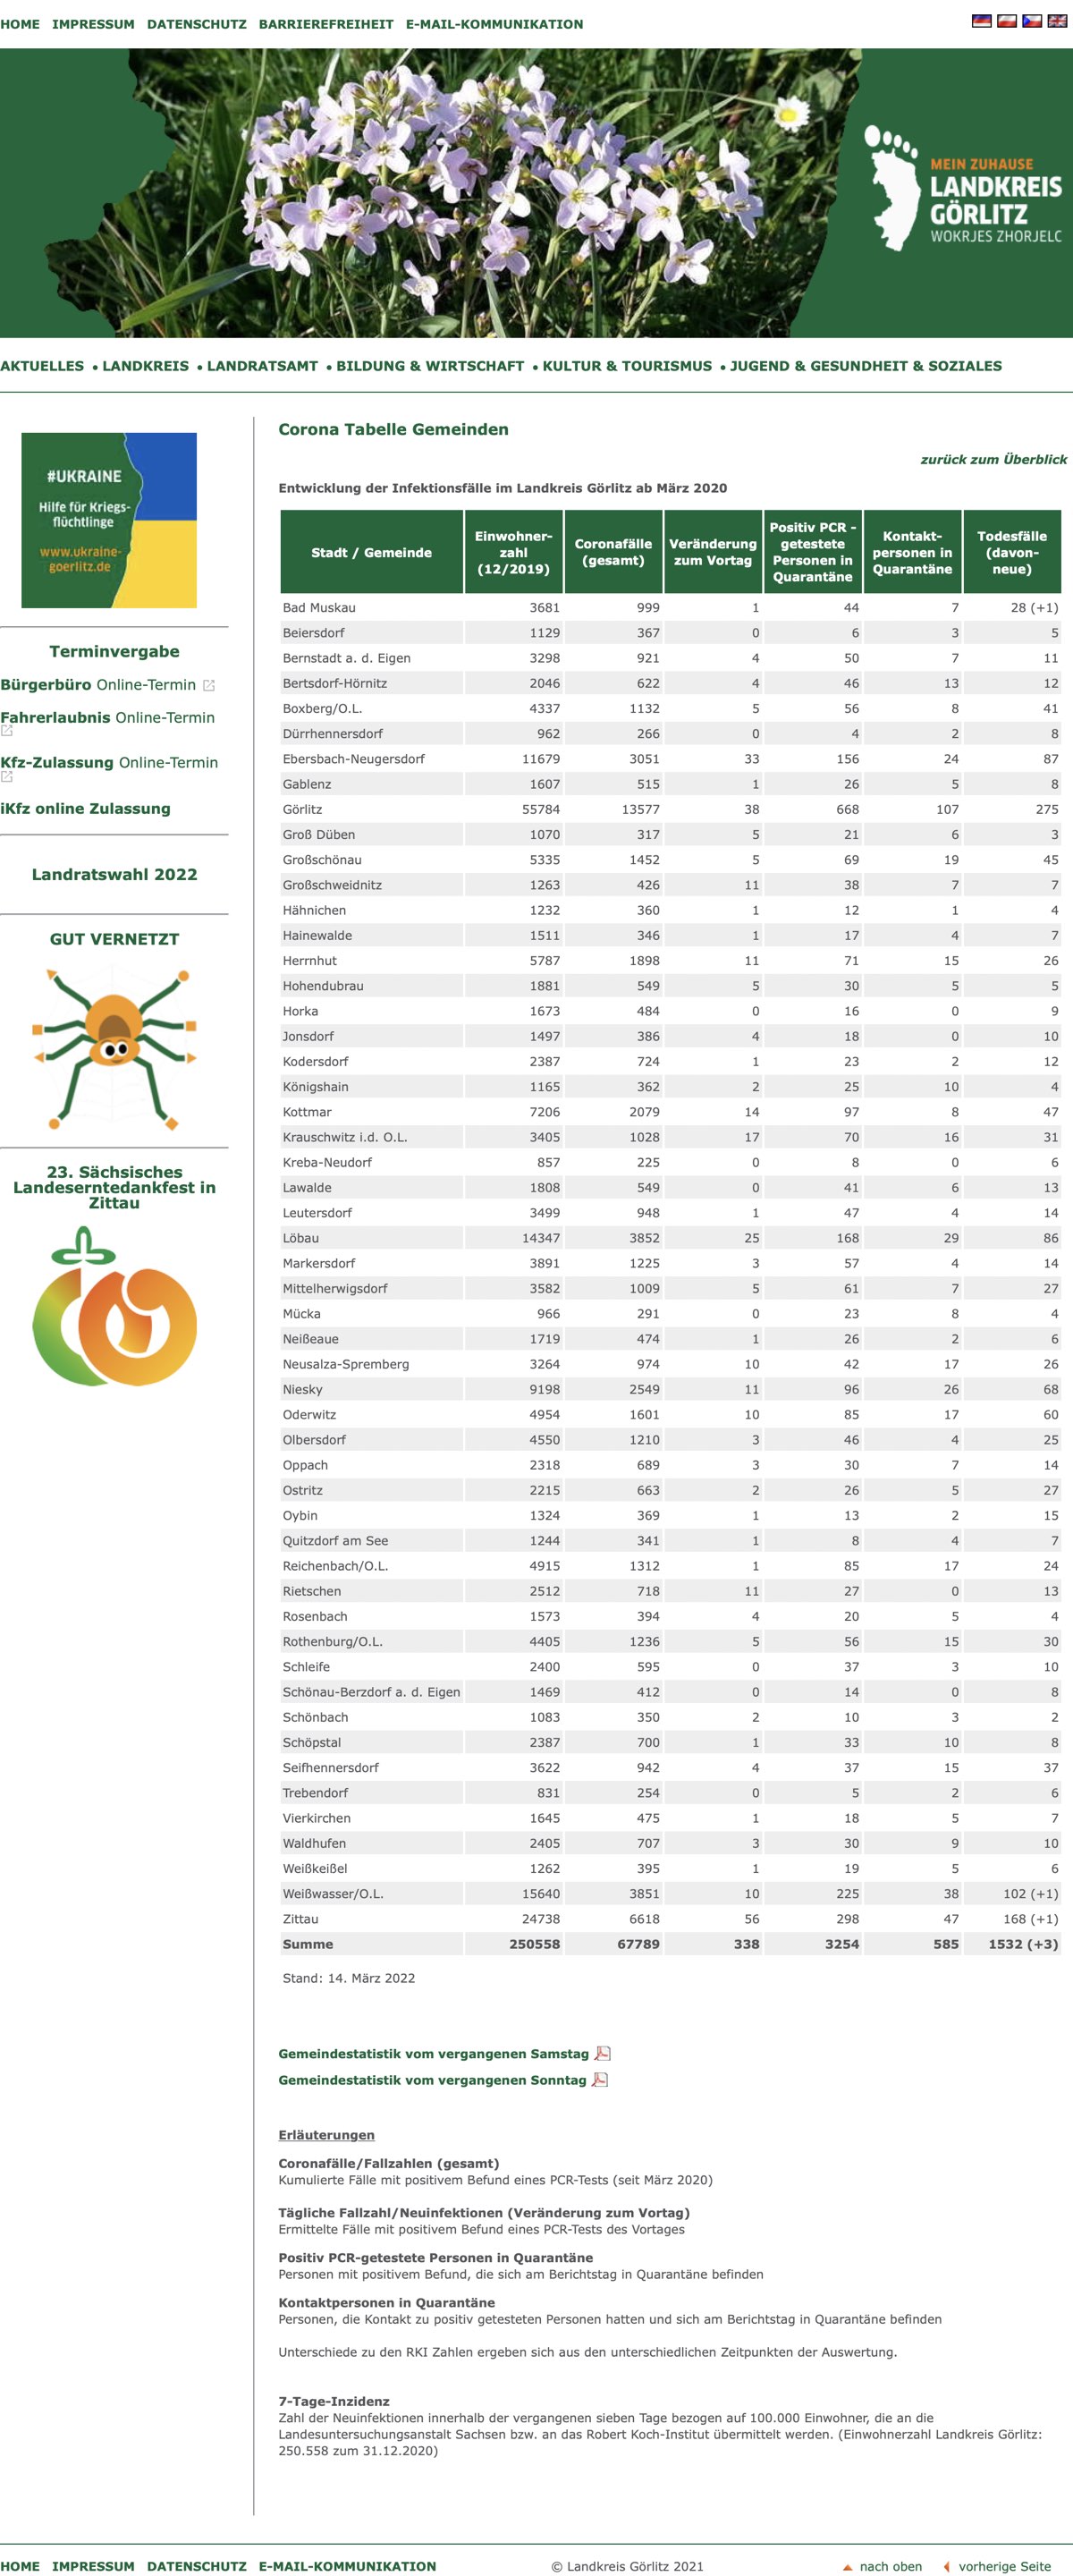 HOME IMPRESSUM DATENSCHUTZ BARRIEREFREIHEIT E-MAIL-KOMMUNIKATION
MEIN ZUHAUSE
LANDKREIS
GÖRLITZ
WOKRJES ZHORJELC
AKTUELLES • LANDKREIS • LANDRATSAMT • BILDUNG & WIRTSCHAFT • KULTUR & TOURISMUS • JUGEND & GESUNDHEIT & SOZIALES
#UKRAINE
Hilfe für Kriegs-
flüchtlinge
www.ukraine-
goerlitz.de
Terminvergabe
Bürgerbüro Online-Termin
Fahrerlaubnis Online-Termin
Kfz-Zulassung Online-Termin
iKfz online Zulassung
Landratswahl 2022
GUT VERNETZT
23. Sächsisches
Landeserntedankfest in
Zittau
Corona Tabelle Gemeinden
zurück zum Überblick
Entwicklung der Infektionsfälle im Landkreis Görlitz ab März 2020
Stadt / Gemeinde
Einwohner-
zahl
(12/2019)
Coronafälle
(gesamt)
Veränderung
zum Vortag
Positiv PCR -
getestete
Personen in
Quarantäne
Kontakt-
personen in
Quarantäne
Todesfälle
(davon-
neue)
Bad Muskau 3681 999 1 44 7 28 (+1)
Beiersdorf 1129 367 0 6 3 5
Bernstadt a. d. Eigen 3298 921 4 50 7 11
Bertsdorf-Hörnitz 2046 622 4 46 13 12
Boxberg/O.L. 4337 1132 5 56 8 41
Dürrhennersdorf 962 266 0 4 2 8
Ebersbach-Neugersdorf 11679 3051 33 156 24 87
Gablenz 1607 515 1 26 5 8
Görlitz 55784 13577 38 668 107 275
Groß Düben 1070 317 5 21 6 3
Großschönau 5335 1452 5 69 19 45
Großschweidnitz 1263 426 11 38 7 7
Hähnichen 1232 360 1 12 1 4
Hainewalde 1511 346 1 17 4 7
Herrnhut 5787 1898 11 71 15 26
Hohendubrau 1881 549 5 30 5 5
Horka 1673 484 0 16 0 9
Jonsdorf 1497 386 4 18 0 10
Kodersdorf 2387 724 1 23 2 12
Königshain 1165 362 2 25 10 4
Kottmar 7206 2079 14 97 8 47
Krauschwitz i.d. O.L. 3405 1028 17 70 16 31
Kreba-Neudorf 857 225 0 8 0 6
Lawalde 1808 549 0 41 6 13
Leutersdorf 3499 948 1 47 4 14
Löbau 14347 3852 25 168 29 86
Markersdorf 3891 1225 3 57 4 14
Mittelherwigsdorf 3582 1009 5 61 7 27
Mücka 966 291 0 23 8 4
Neißeaue 1719 474 1 26 2 6
Neusalza-Spremberg 3264 974 10 42 17 26
Niesky 9198 2549 11 96 26 68
Oderwitz 4954 1601 10 85 17 60
Olbersdorf 4550 1210 3 46 4 25
Oppach 2318 689 3 30 7 14
Ostritz 2215 663 2 26 5 27
Oybin 1324 369 1 13 2 15
Quitzdorf am See 1244 341 1 8 4 7
Reichenbach/O.L. 4915 1312 1 85 17 24
Rietschen 2512 718 11 27 0 13
Rosenbach 1573 394 4 20 5 4
Rothenburg/O.L. 4405 1236 5 56 15 30
Schleife 2400 595 0 37 3 10
Schönau-Berzdorf a. d. Eigen 1469 412 0 14 0 8
Schönbach 1083 350 2 10 3 2
Schöpstal 2387 700 1 33 10 8
Seifhennersdorf 3622 942 4 37 15 37
Trebendorf 831 254 0 5 2 6
Vierkirchen 1645 475 1 18 5 7
Waldhufen 2405 707 3 30 9 10
Weißkeißel 1262 395 1 19 5 6
Weißwasser/O.L. 15640 3851 10 225 38 102 (+1)
Zittau 24738 6618 56 298 47 168 (+1)
Summe 250558 67789 338 3254 585 1532 (+3)
Stand: 14. März 2022
Gemeindestatistik vom vergangenen Samstag
Gemeindestatistik vom vergangenen Sonntag
Erläuterungen
Coronafälle/Fallzahlen (gesamt)
Kumulierte Fälle mit positivem Befund eines PCR-Tests (seit März 2020)
Tägliche Fallzahl/Neuinfektionen (Veränderung zum Vortag)
Ermittelte Fälle mit positivem Befund eines PCR-Tests des Vortages
Positiv PCR-getestete Personen in Quarantäne
Personen mit positivem Befund, die sich am Berichtstag in Quarantäne befinden
Kontaktpersonen in Quarantäne
Personen, die Kontakt zu positiv getesteten Personen hatten und sich am Berichtstag in Quarantäne befinden
Unterschiede zu den RKI Zahlen ergeben sich aus den unterschiedlichen Zeitpunkten der Auswertung.
7-Tage-Inzidenz
Zahl der Neuinfektionen innerhalb der vergangenen sieben Tage bezogen auf 100.000 Einwohner, die an die
Landesuntersuchungsanstalt Sachsen bzw. an das Robert Koch-Institut übermittelt werden. (Einwohnerzahl Landkreis Görlitz:
250.558 zum 31.12.2020)
HOME IMPRESSUM DATENSCHUTZ E-MAIL-KOMMUNIKATION © Landkreis Görlitz 2021 nach oben vorherige Seite